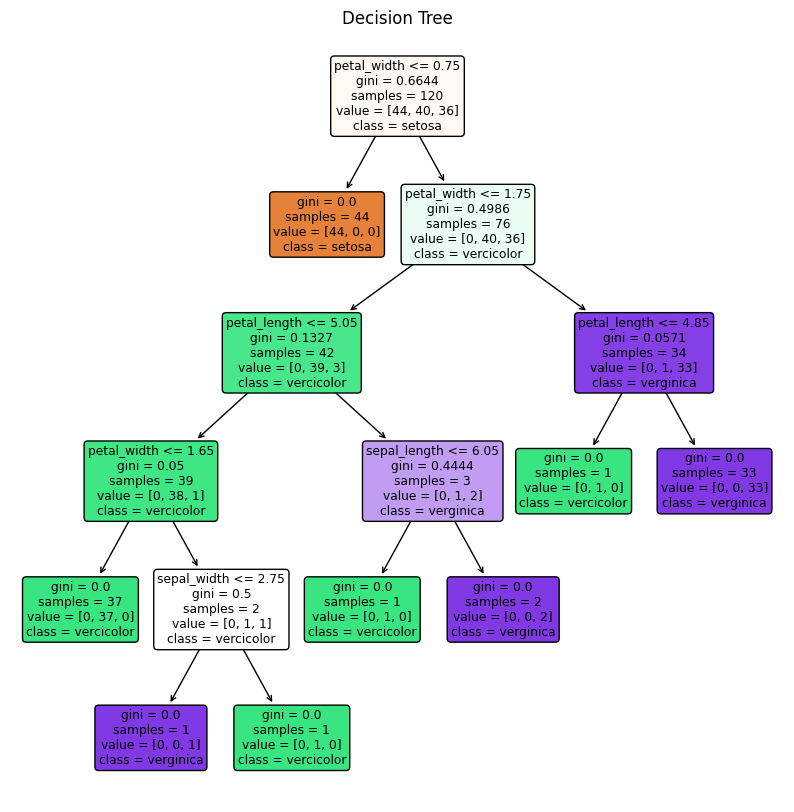 Decision Tree
petal_width <= 0.75
gini = 0.6644
samples = 120
value = [44, 40, 36]
class = setosa
gini = 0.0
samples = 44
value = [44, 0, 0]
class = setosa
petal_width <= 1.75
gini = 0.4986
samples = 76
value = [0, 40, 36]
class = vercicolor
petal_length <= 5.05
gini = 0.1327
samples = 42
value = [0, 39, 3]
class = vercicolor
petal_length <= 4.85
gini = 0.0571
samples = 34
value = [0, 1, 33]
class = verginica
petal_width <= 1.65
gini = 0.05
samples = 39
value = [0, 38, 1]
class = vercicolor
sepal_length <= 6.05
gini = 0.4444
samples = 3
value = [0, 1, 2]
class = verginica
gini = 0.0
samples = 1
value = [0, 1, 0]
class = vercicolor
gini = 0.0
samples = 33
value = [0, 0, 33]
class = verginica
gini = 0.0
samples = 37
value = [0, 37, 0]
class = vercicolor
sepal_width <= 2.75
gini = 0.5
samples = 2
value = [0, 1, 1]
class = vercicolor
gini = 0.0
samples = 1
value = [0, 1, 0]
class = vercicolor
gini = 0.0
samples = 2
value = [0, 0, 2]
class = verginica
gini = 0.0
samples = 1
value = [0, 0, 1]
class = verginica
gini = 0.0
samples = 1
value = [0, 1, 0]
class = vercicolor